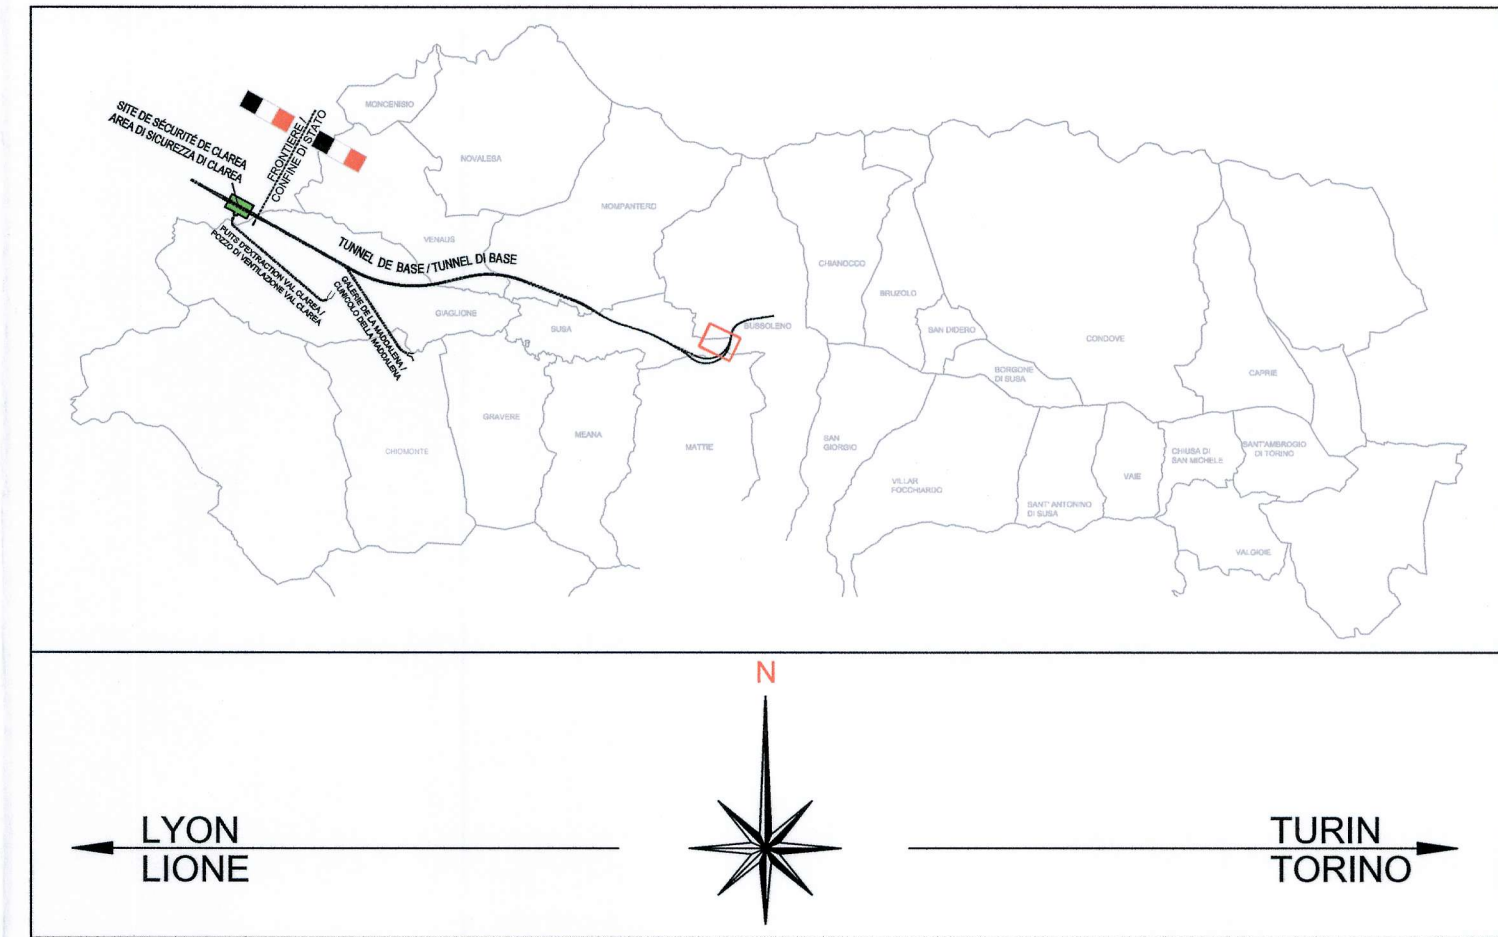 SITE DE SÉCURITÉ DE CLAREA
AREA DI SICUREZZA DI CLAREA
FRONTIERE /
CONFINE DI STATO
MONCENISIO
NOVALESA
MOMPANTERO
VENAUS
TUNNEL DE BASE / TUNNEL DI BASE
PUITS D'EXTRACTION VAL CLAREA /
POZZO DI VENTILAZIONE VAL CLAREA
GALERIE DE LA MADDALENA /
CUNICOLO DELLA MADDALENA
GIAGLIONE
SUSA
BUSSOLENO
CHIANOCCO
BRUZOLO
SAN DIDERO
CONDOVE
BORGONE
DI SUSA
CAPRIE
CHIOMONTE
GRAVERE
MEANA
MATTIE
SAN
GIORGIO
VILLAR
FOCCHIARDO
SANT' ANTONINO
DI SUSA
VAIE
CHIUSA DI
SAN MICHELE
SANT'AMBROGIO
DI TORINO
VALGIOIE
N
LYON
LIONE
TURIN
TORINO